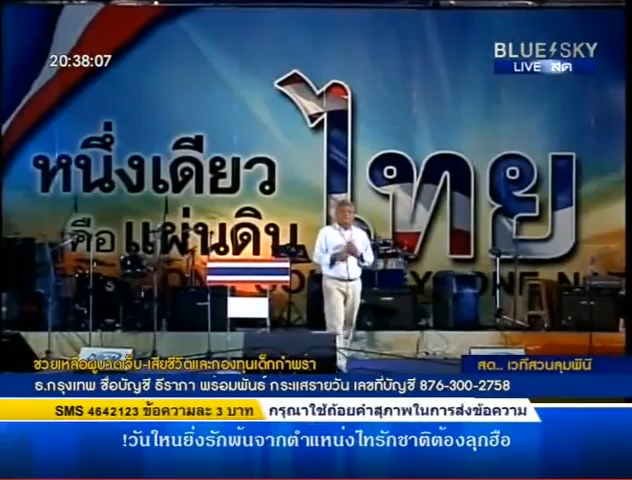 20:38:07
BLUE SKY
LIVE สด
หนึ่งเดียว
คือ แผ่นดิน
ไทย
ช่วยเหลือผู้บาดเจ็บ-เสียชีวิตและกองทุนเด็กกำพร้า
สด.. เวทีสวนลุมพินี
ธ.กรุงเทพ ชื่อบัญชี ธีราภา พร้อมพันธ์ กระแสรายวัน เลขที่บัญชี 876-300-2758
SMS 4642123 ข้อความละ 3 บาท กรุณาใช้ถ้อยคำสุภาพในการส่งข้อความ
!วันใหนยิ่งรักพ้นจากตำแหน่งไทรักชาติต้องลุกฮือ